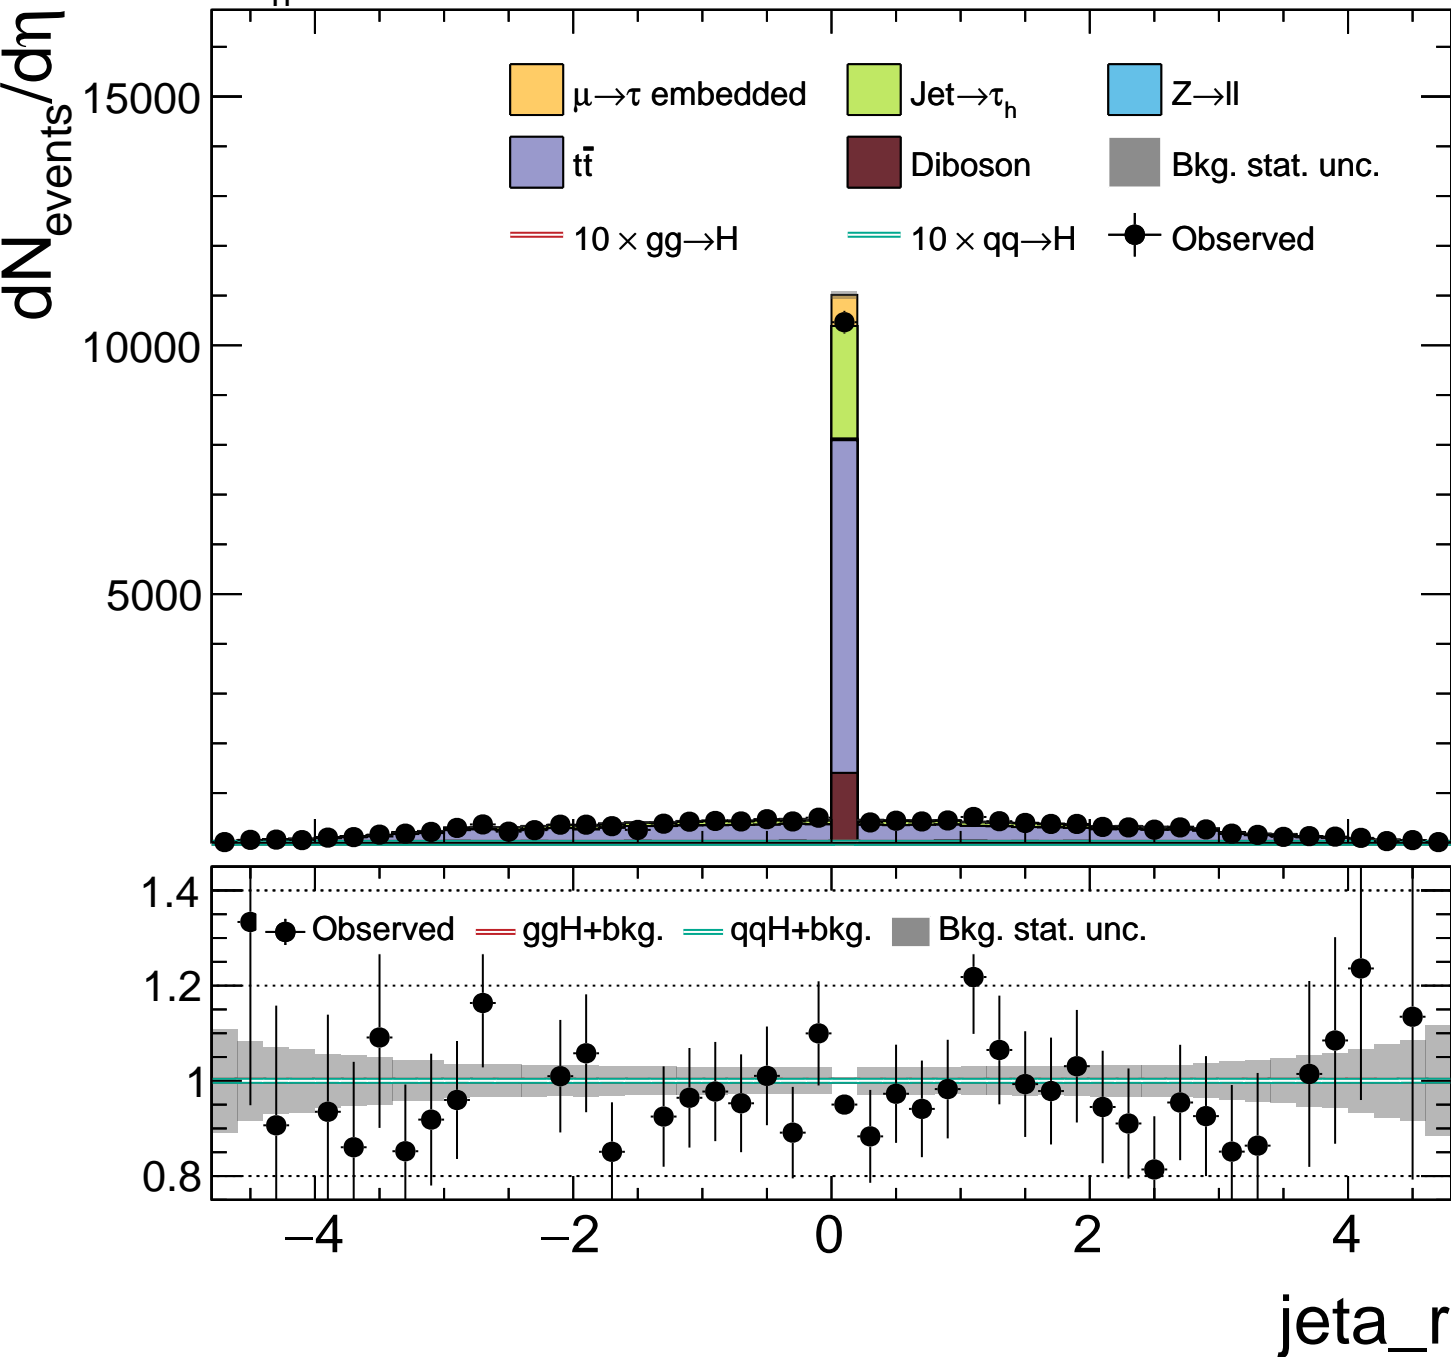 dN events/dη
15000
10000
5000
μ→τ embedded
Jet→τh
Z→ll
tt̄
Diboson
Bkg. stat. unc.
10 × gg→H
10 × qq→H
Observed
1.4
1.2
1
0.8
Observed
ggH+bkg.
qqH+bkg.
Bkg. stat. unc.
−4
−2
0
2
4
jeta_r